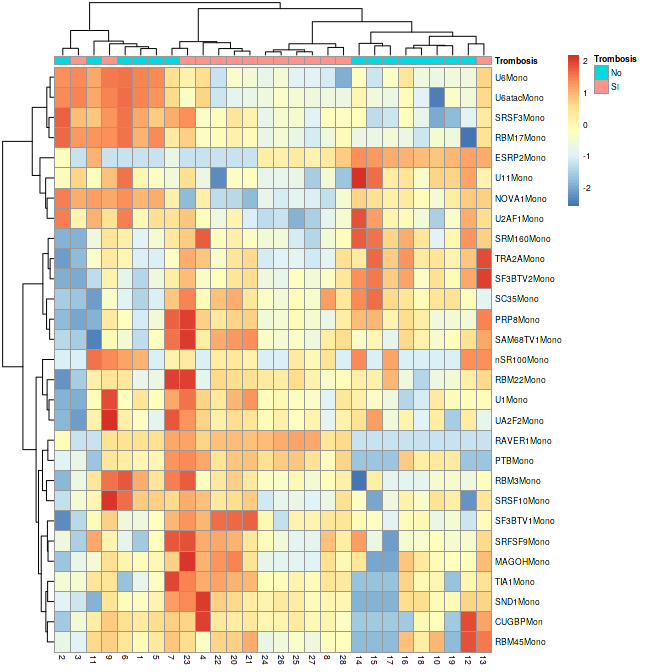 Trombosis
U6Mono
U6atacMono
SRSF3Mono
RBM17Mono
ESRP2Mono
U11Mono
NOVA1Mono
U2AF1Mono
SRM160Mono
TRA2AMono
SF3BTV2Mono
SC35Mono
PRP8Mono
SAM68TV1Mono
nSR100Mono
RBM22Mono
U1Mono
UA2F2Mono
RAVER1Mono
PTBMono
RBM3Mono
SRSF10Mono
SF3BTV1Mono
SRFSF9Mono
MAGOHMono
TIA1Mono
SND1Mono
CUGBPMon
RBM45Mono
2 3 11 9 6 1 5 7 23 4 22 20 21 24 26 25 27 8 28 14 15 17 16 18 10 19 12 13
2
1
0
-1
-2
Trombosis
No
SI